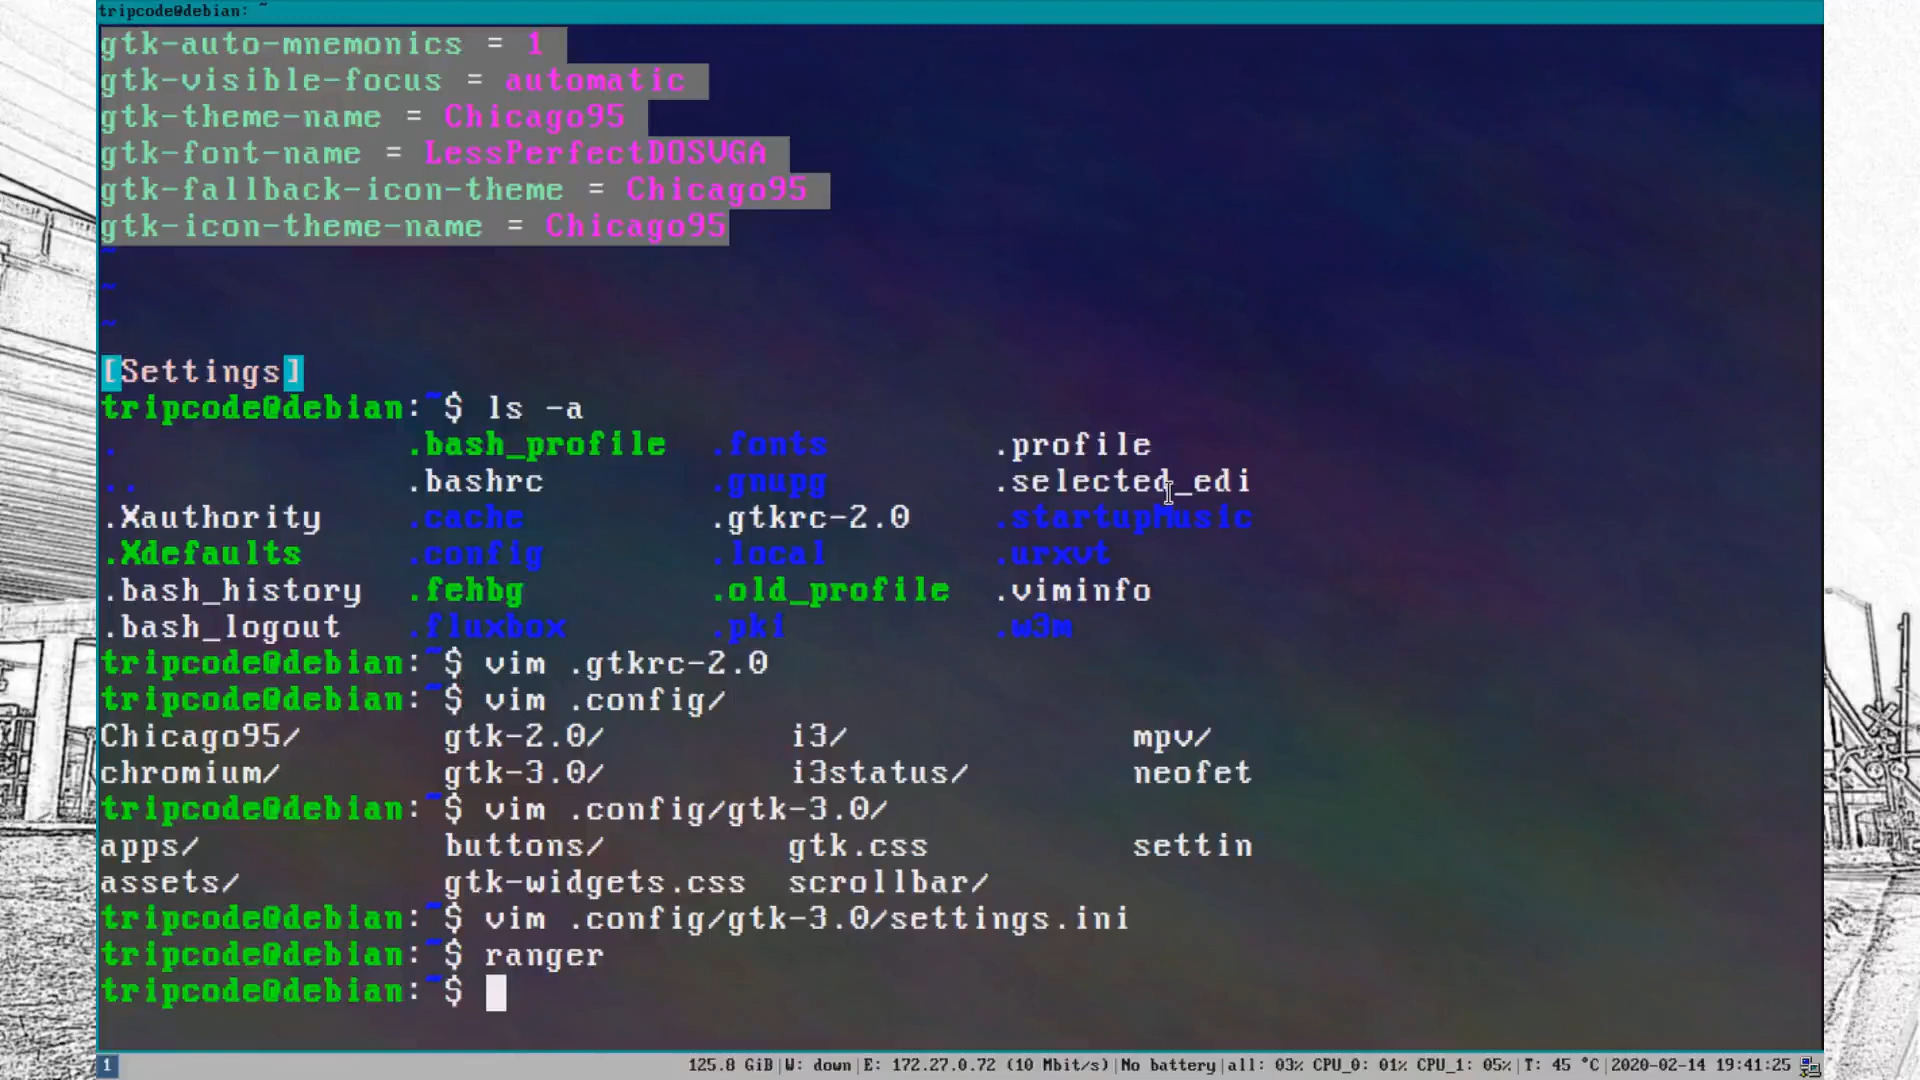 tripcode@debian: ~
gtk-auto-mnemonics = 1
gtk-visible-focus = automatic
gtk-theme-name = Chicago95
gtk-font-name = LessPerfectDOSVGA
gtk-fallback-icon-theme = Chicago95
gtk-icon-theme-name = Chicago95
~
~
~
[Settings]
tripcode@debian:~$ ls -a
. .bash_profile .fonts .profile
.. .bashrc .gnupg .selected_edi
.Xauthority .cache .gtkrc-2.0 .startupMusic
.Xdefaults .config .local .urxvt
.bash_history .fehbg .old_profile .viminfo
.bash_logout .fluxbox .pki .w3m
tripcode@debian:~$ vim .gtkrc-2.0
tripcode@debian:~$ vim .config/
Chicago95/ gtk-2.0/ i3/ mpv/
chromium/ gtk-3.0/ i3status/ neofet
tripcode@debian:~$ vim .config/gtk-3.0/
apps/ buttons/ gtk.css settin
assets/ gtk-widgets.css scrollbar/
tripcode@debian:~$ vim .config/gtk-3.0/settings.ini
tripcode@debian:~$ ranger
tripcode@debian:~$
1 125.8 GiB|W: down|E: 172.27.0.72 (10 Mbit/s)|No battery|all: 03% CPU_0: 01% CPU_1: 05%|T: 45 °C|2020-02-14 19:41:25